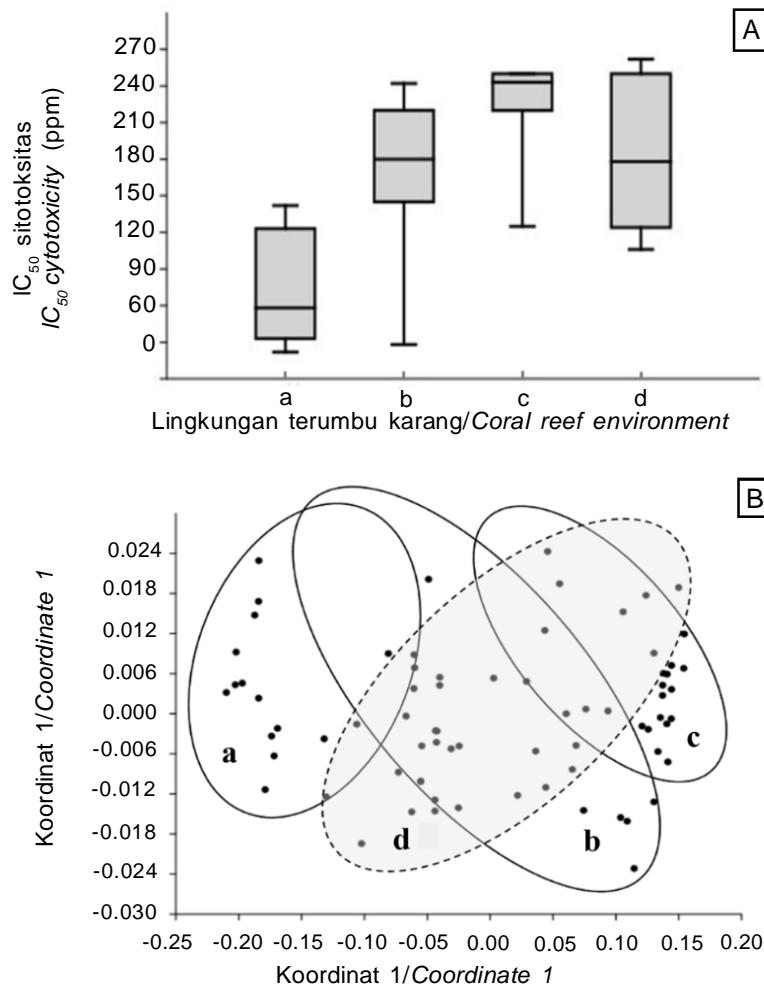 A
270
240
210
180
150
120
90
60
0
IC50 sitotoksitas
IC50 cytotoxicity (ppm)
a b c d
Lingkungan terumbu karang/Coral reef environment
B
0.024
0.018
0.012
0.006
0.000
-0.006
-0.012
-0.018
-0.024
-0.030
Koordinat 1/Coordinate 1
a
c
d
b
-0.25 -0.20 -0.15 -0.10 -0.05 0.00 0.05 0.10 0.15 0.20
Koordinat 1/Coordinate 1